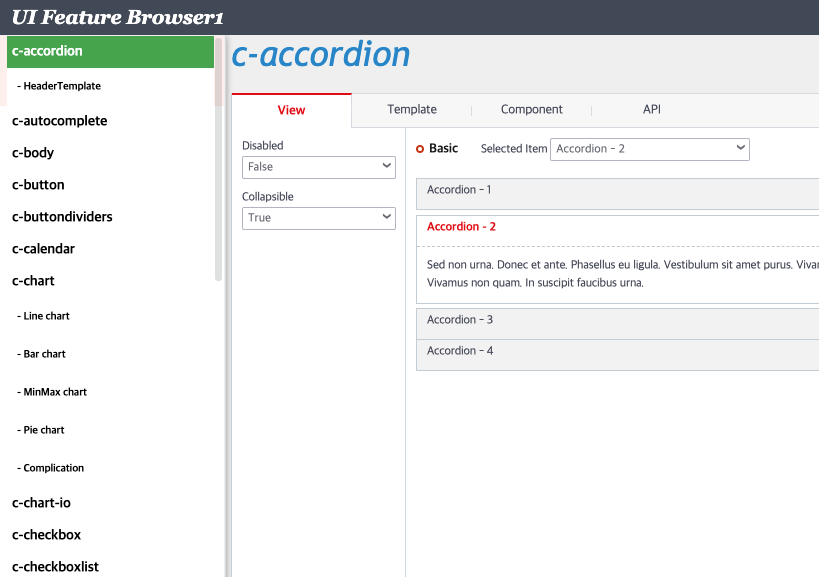 UI Feature Browser1
c-accordion
- HeaderTemplate
c-autocomplete
c-body
c-button
c-buttondividers
c-calendar
c-chart
- Line chart
- Bar chart
- MinMax chart
- Pie chart
- Complication
c-chart-io
c-checkbox
c-checkboxlist
c-accordion
View Template Component API
Disabled
False
Collapsible
True
Basic Selected Item Accordion - 2
Accordion - 1
Accordion - 2
Sed non urna. Donec et ante. Phasellus eu ligula. Vestibulum sit amet purus. Viva
Vivamus non quam. In suscipit faucibus urna.
Accordion - 3
Accordion - 4